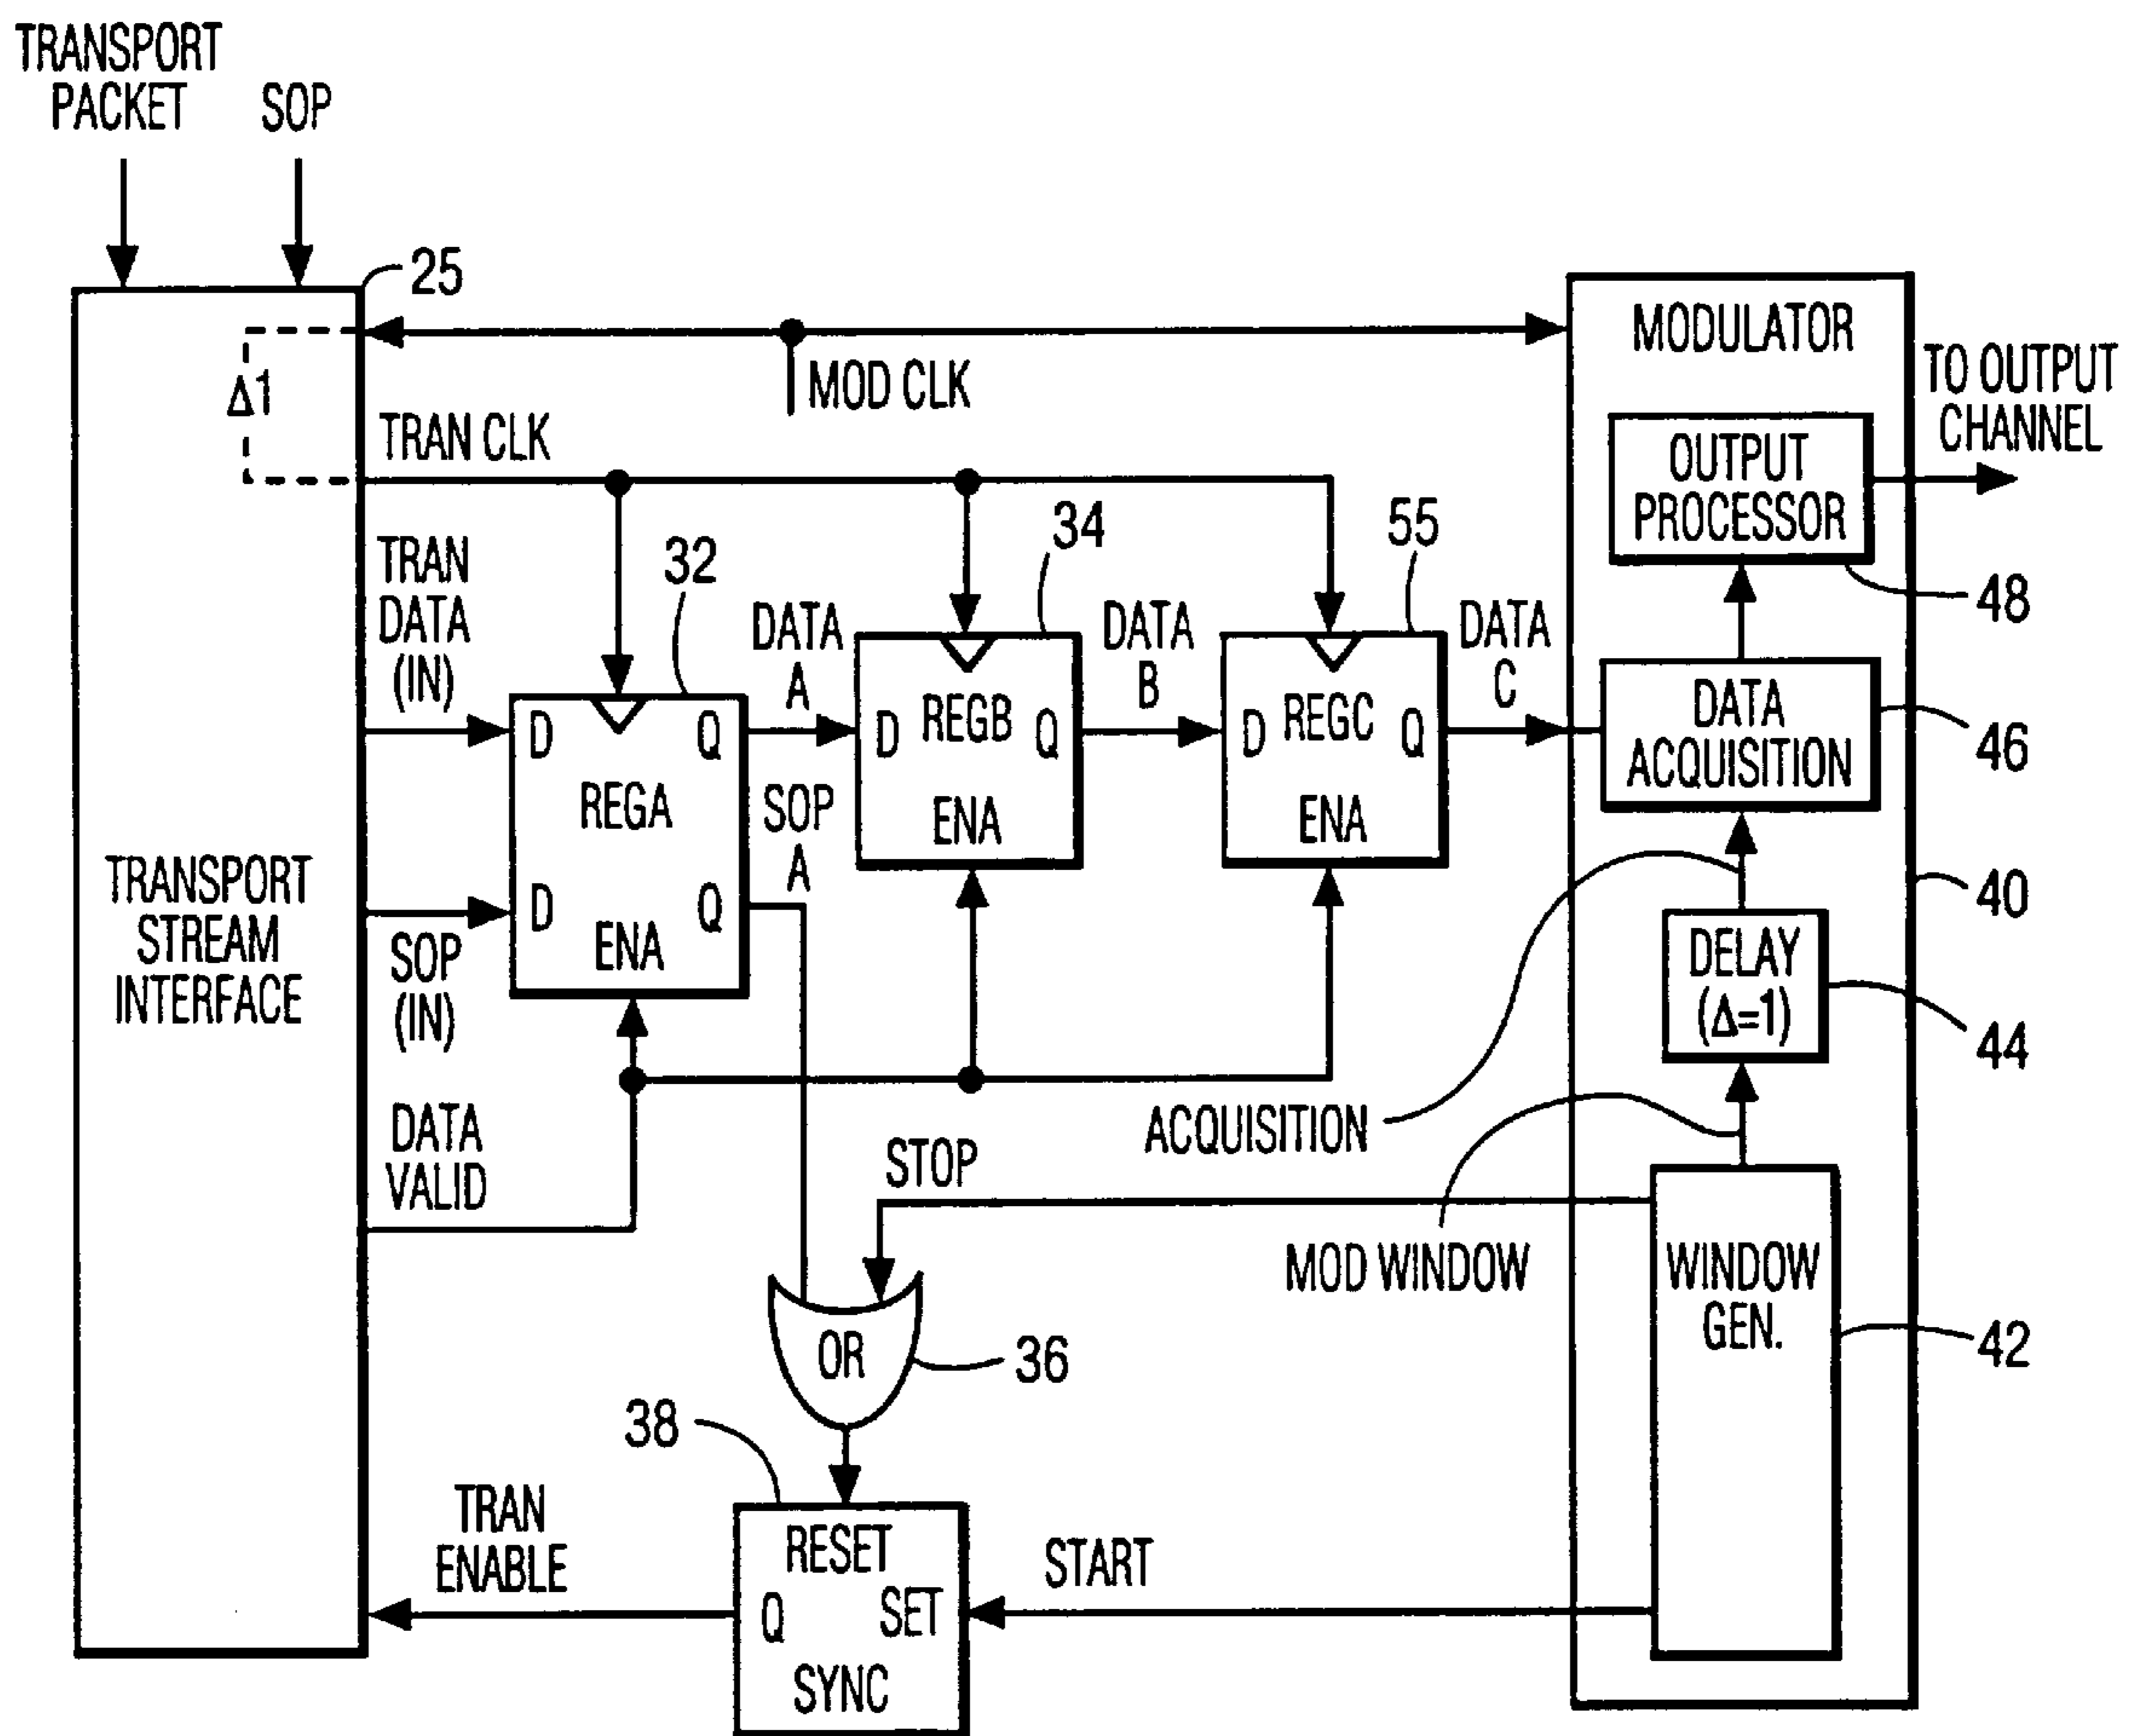 TRANSPORT
PACKET
SOP
25
MOD CLK
Δ1
TRAN CLK
TRAN
DATA
(IN)
SOP
(IN)
DATA
VALID
TRANSPORT
STREAM
INTERFACE
32
D
Q
REGA
D
Q
ENA
DATA
A
SOP
A
34
D
REGB
Q
ENA
DATA
B
55
D
REGC
Q
ENA
DATA
C
MODULATOR
TO OUTPUT
CHANNEL
OUTPUT
PROCESSOR
48
DATA
ACQUISITION
46
40
DELAY
(Δ=1)
44
ACQUISITION
MOD WINDOW
STOP
WINDOW
GEN.
42
OR
36
38
RESET
SET
Q
SYNC
TRAN
ENABLE
START